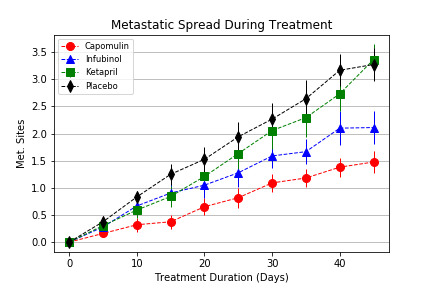 Metastatic Spread During Treatment
Capomulin
Infubinol
Ketapril
Placebo
Met. Sites
3.5
3.0
2.5
2.0
1.5
1.0
0.5
0.0
0
10
20
30
40
Treatment Duration (Days)